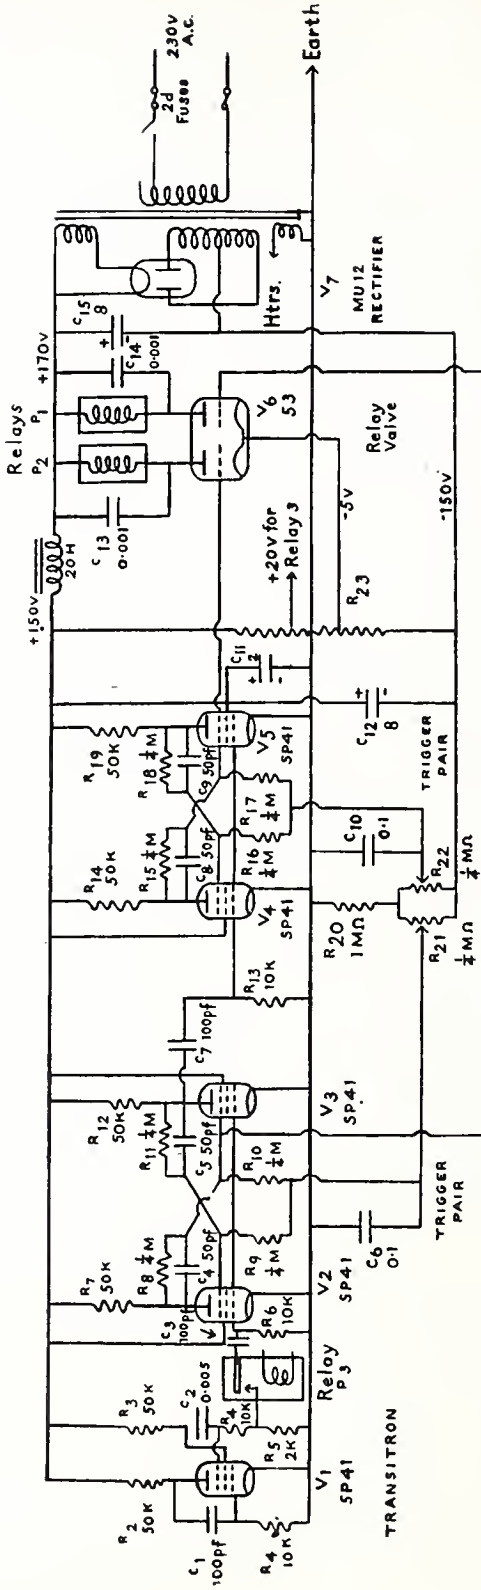 R2
50K
C1
100pf
R4
10K
V1
SP41
TRANSITRON
R3
50K
C2
0.005
R4
10K
R5
2K
Relay
P3
C3
100pf
R6
10K
R7
50K
R8 ¼M
C4 50pf
V2
SP41
R9
¼M
R10
¼M
C6
0.1
TRIGGER
PAIR
R12
50K
R11 ¼M
C5 50pf
V3
SP41
C7 100pf
R13
10K
R14
50K
R15 ¼M
C8 50pf
V4
SP41
R16
¼M
R17
¼M
R20
1MΩ
R21
¼MΩ
R22
¼MΩ
C10
0.1
TRIGGER
PAIR
R19
50K
R18 ¼M
C9 50pf
V5
SP41
C11
+ 2 -
C12
8
+ -
+150V
20H
+20V for
Relay 3
R23
-5V
-150V
Relays
P2 P1
C13
0.001
+170V
C14
0.001
C15
8
+ -
V6
53
Relay
Valve
Htrs.
V7
MU12
RECTIFIER
2d
Fuses
230V
A.C.
Earth